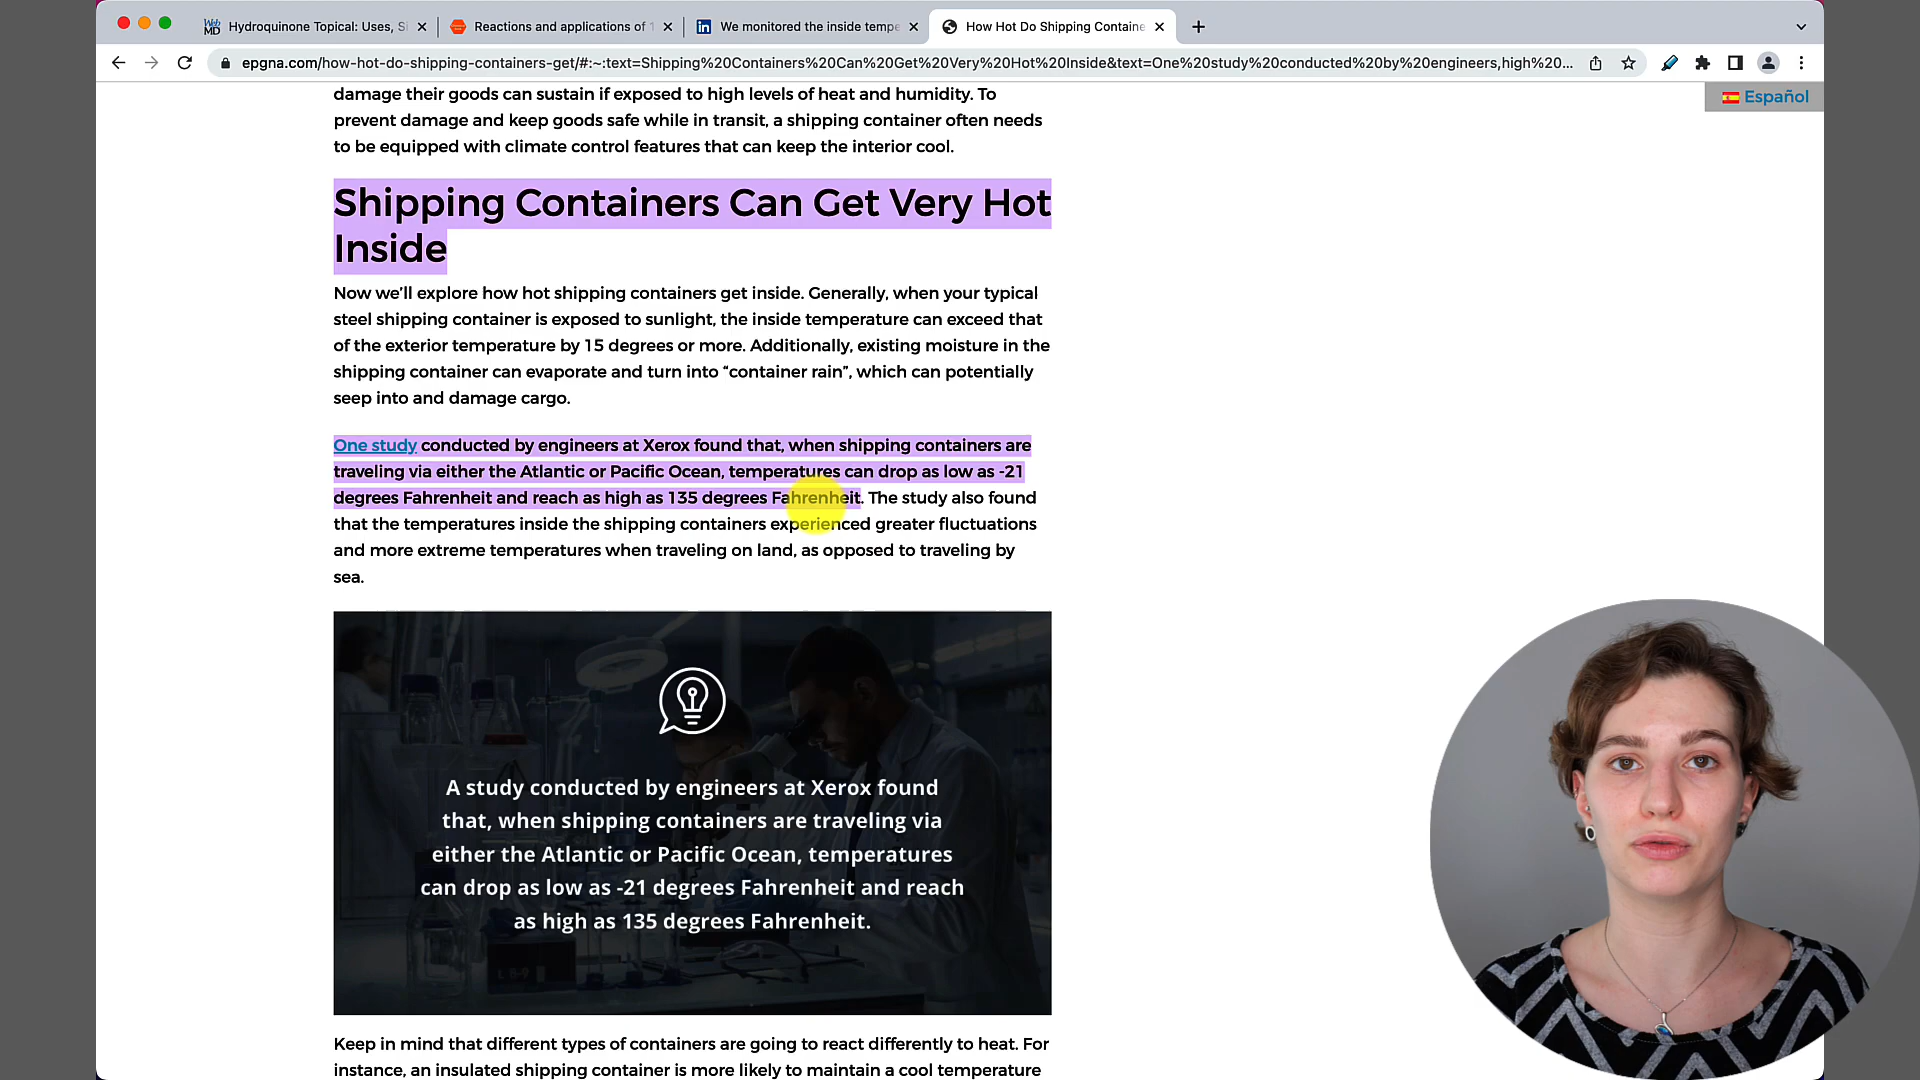 WebMD
Hydroquinone Topical: Uses, Si
Reactions and applications of 1
in
We monitored the inside tempe
How Hot Do Shipping Containe
epgna.com/how-hot-do-shipping-containers-get/#:~:text=Shipping%20Containers%20Can%20Get%20Very%20Hot%20Inside&text=One%20study%20conducted%20by%20engineers,high%20...
Español
damage their goods can sustain if exposed to high levels of heat and humidity. To
prevent damage and keep goods safe while in transit, a shipping container often needs
to be equipped with climate control features that can keep the interior cool.
Shipping Containers Can Get Very Hot
Inside
Now we’ll explore how hot shipping containers get inside. Generally, when your typical
steel shipping container is exposed to sunlight, the inside temperature can exceed that
of the exterior temperature by 15 degrees or more. Additionally, existing moisture in the
shipping container can evaporate and turn into “container rain”, which can potentially
seep into and damage cargo.
One study conducted by engineers at Xerox found that, when shipping containers are
traveling via either the Atlantic or Pacific Ocean, temperatures can drop as low as -21
degrees Fahrenheit and reach as high as 135 degrees Fahrenheit. The study also found
that the temperatures inside the shipping containers experienced greater fluctuations
and more extreme temperatures when traveling on land, as opposed to traveling by
sea.
A study conducted by engineers at Xerox found
that, when shipping containers are traveling via
either the Atlantic or Pacific Ocean, temperatures
can drop as low as -21 degrees Fahrenheit and reach
as high as 135 degrees Fahrenheit.
Keep in mind that different types of containers are going to react differently to heat. For
instance, an insulated shipping container is more likely to maintain a cool temperature